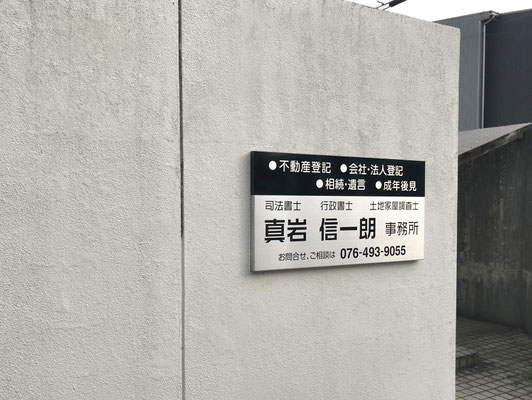 ●不動産登記 ●会社・法人登記
●相続・遺言 ●成年後見
司法書士 行政書士 土地家屋調査士
真岩 信一朗 事務所
お問合せ、ご相談は 076-493-9055